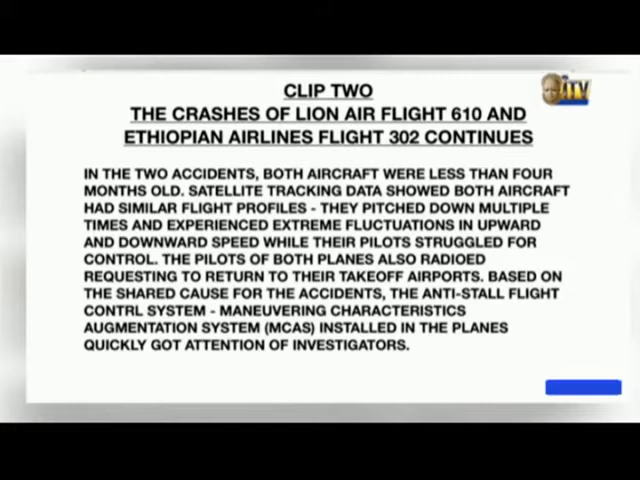 CLIP TWO
THE CRASHES OF LION AIR FLIGHT 610 AND
ETHIOPIAN AIRLINES FLIGHT 302 CONTINUES
ITV
IN THE TWO ACCIDENTS, BOTH AIRCRAFT WERE LESS THAN FOUR
MONTHS OLD. SATELLITE TRACKING DATA SHOWED BOTH AIRCRAFT
HAD SIMILAR FLIGHT PROFILES - THEY PITCHED DOWN MULTIPLE
TIMES AND EXPERIENCED EXTREME FLUCTUATIONS IN UPWARD
AND DOWNWARD SPEED WHILE THEIR PILOTS STRUGGLED FOR
CONTROL. THE PILOTS OF BOTH PLANES ALSO RADIOED
REQUESTING TO RETURN TO THEIR TAKEOFF AIRPORTS. BASED ON
THE SHARED CAUSE FOR THE ACCIDENTS, THE ANTI-STALL FLIGHT
CONTRL SYSTEM - MANEUVERING CHARACTERISTICS
AUGMENTATION SYSTEM (MCAS) INSTALLED IN THE PLANES
QUICKLY GOT ATTENTION OF INVESTIGATORS.